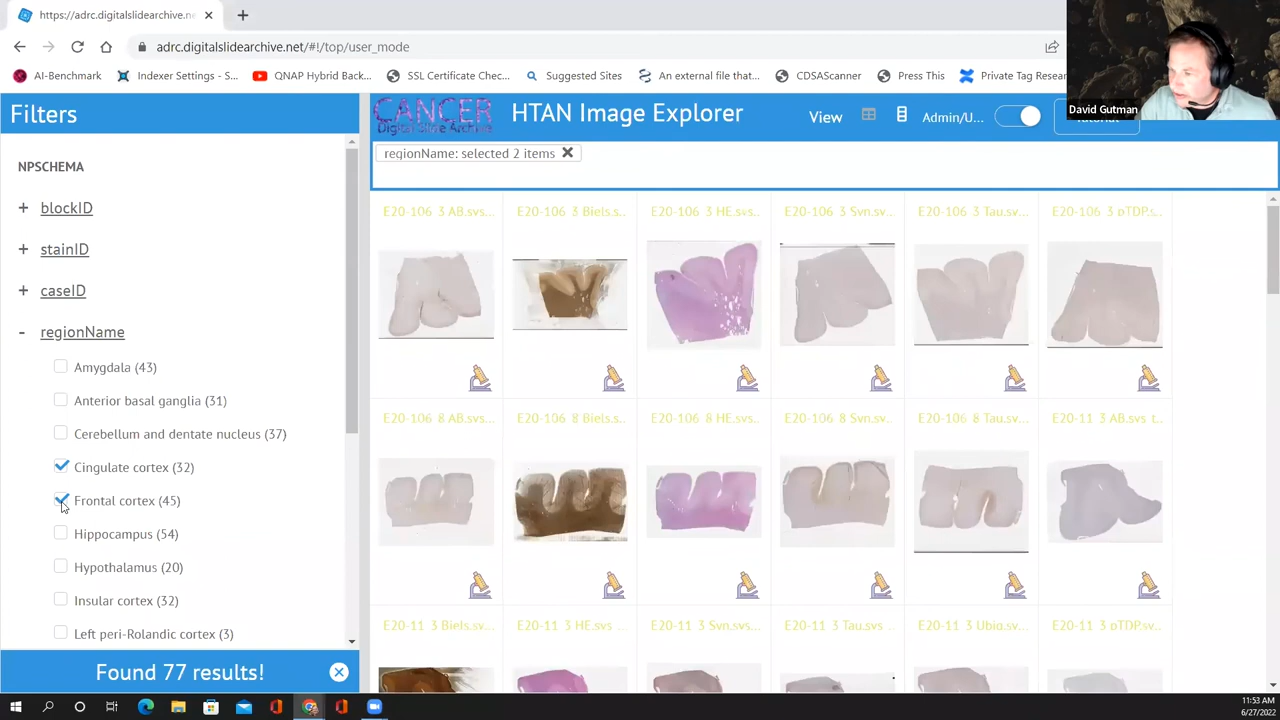 https://adrc.digitalslidearchive.net/
adrc.digitalslidearchive.net/#!/top/user_mode
AI-Benchmark
Indexer Settings - S...
QNAP Hybrid Back...
SSL Certificate Chec...
Suggested Sites
An external file that...
CDSAScanner
Press This
Private Tag Resear
David Gutman
Filters
CANCER
Digital Slide Archive
HTAN Image Explorer
View
Admin/U...
Tutorial
regionName: selected 2 items
NPSCHEMA
+ blockID
+ stainID
+ caseID
- regionName
Amygdala (43)
Anterior basal ganglia (31)
Cerebellum and dentate nucleus (37)
Cingulate cortex (32)
Frontal cortex (45)
Hippocampus (54)
Hypothalamus (20)
Insular cortex (32)
Left peri-Rolandic cortex (3)
Found 77 results!
E20-106 3 AB.svs...
E20-106 3 Biels.s...
E20-106 3 HE.svs...
E20-106 3 Syn.sv...
E20-106 3 Tau.sv...
E20-106 3 pTDP.s...
E20-106 8 AB.svs...
E20-106 8 Biels.s...
E20-106 8 HE.svs...
E20-106 8 Syn.sv...
E20-106 8 Tau.sv...
E20-11 3 AB.svs t...
E20-11 3 Biels.sv...
E20-11 3 HE.svs ...
E20-11 3 Syn.svs...
E20-11 3 Tau.svs ...
E20-11 3 Ubiq.sv...
E20-11 3 pTDP.sv...
11:53 AM
6/27/2022